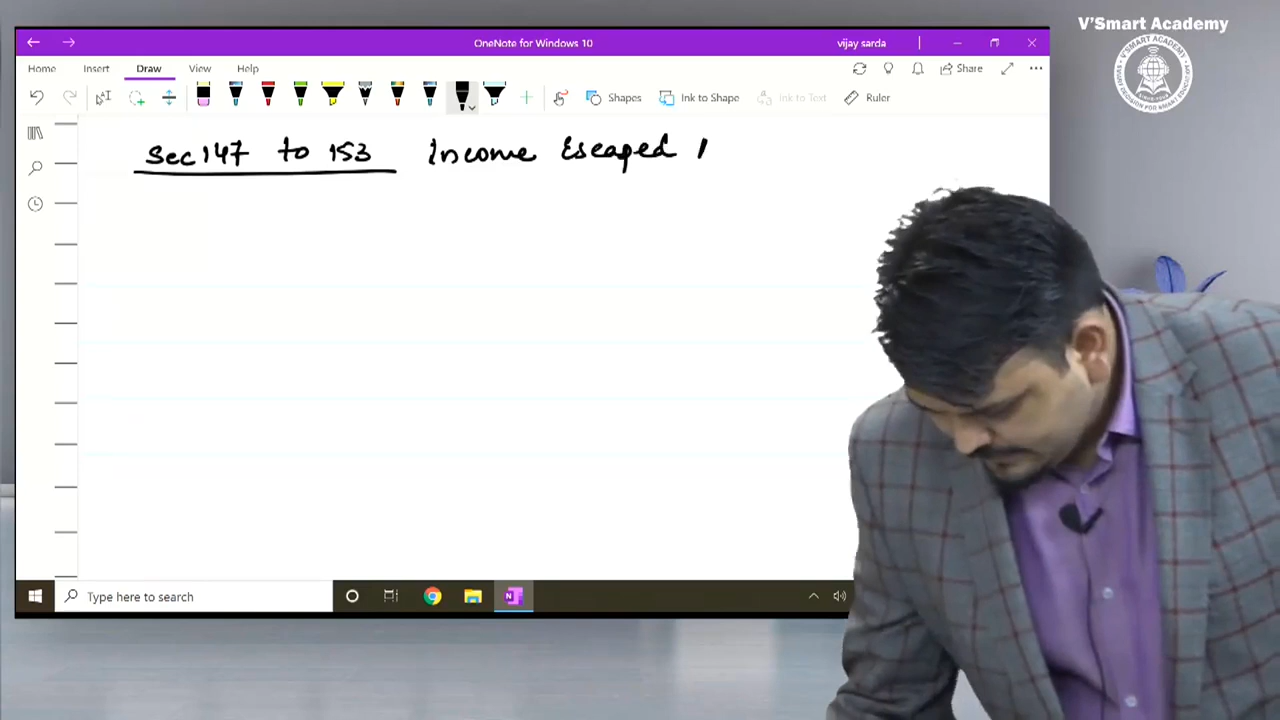 V'Smart Academy
OneNote for Windows 10
vijay sarda
Home Insert Draw View Help
Share
Shapes Ink to Shape Ink to Text Ruler
Sec 147 to 153 Income Escaped
Type here to search